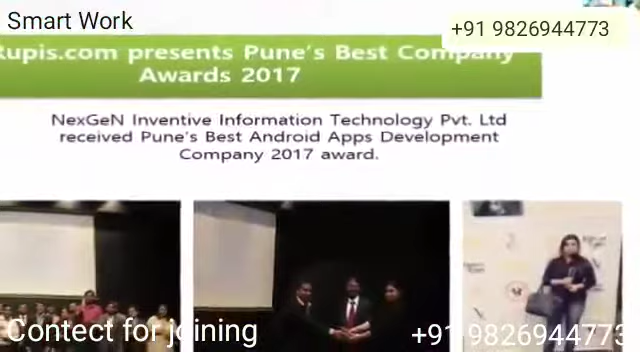 Smart Work
+91 9826944773
Rupis.com presents Pune's Best Company
Awards 2017
NexGeN Inventive Information Technology Pvt. Ltd
received Pune's Best Android Apps Development
Company 2017 award.
Contect for joining
+91 9826944773